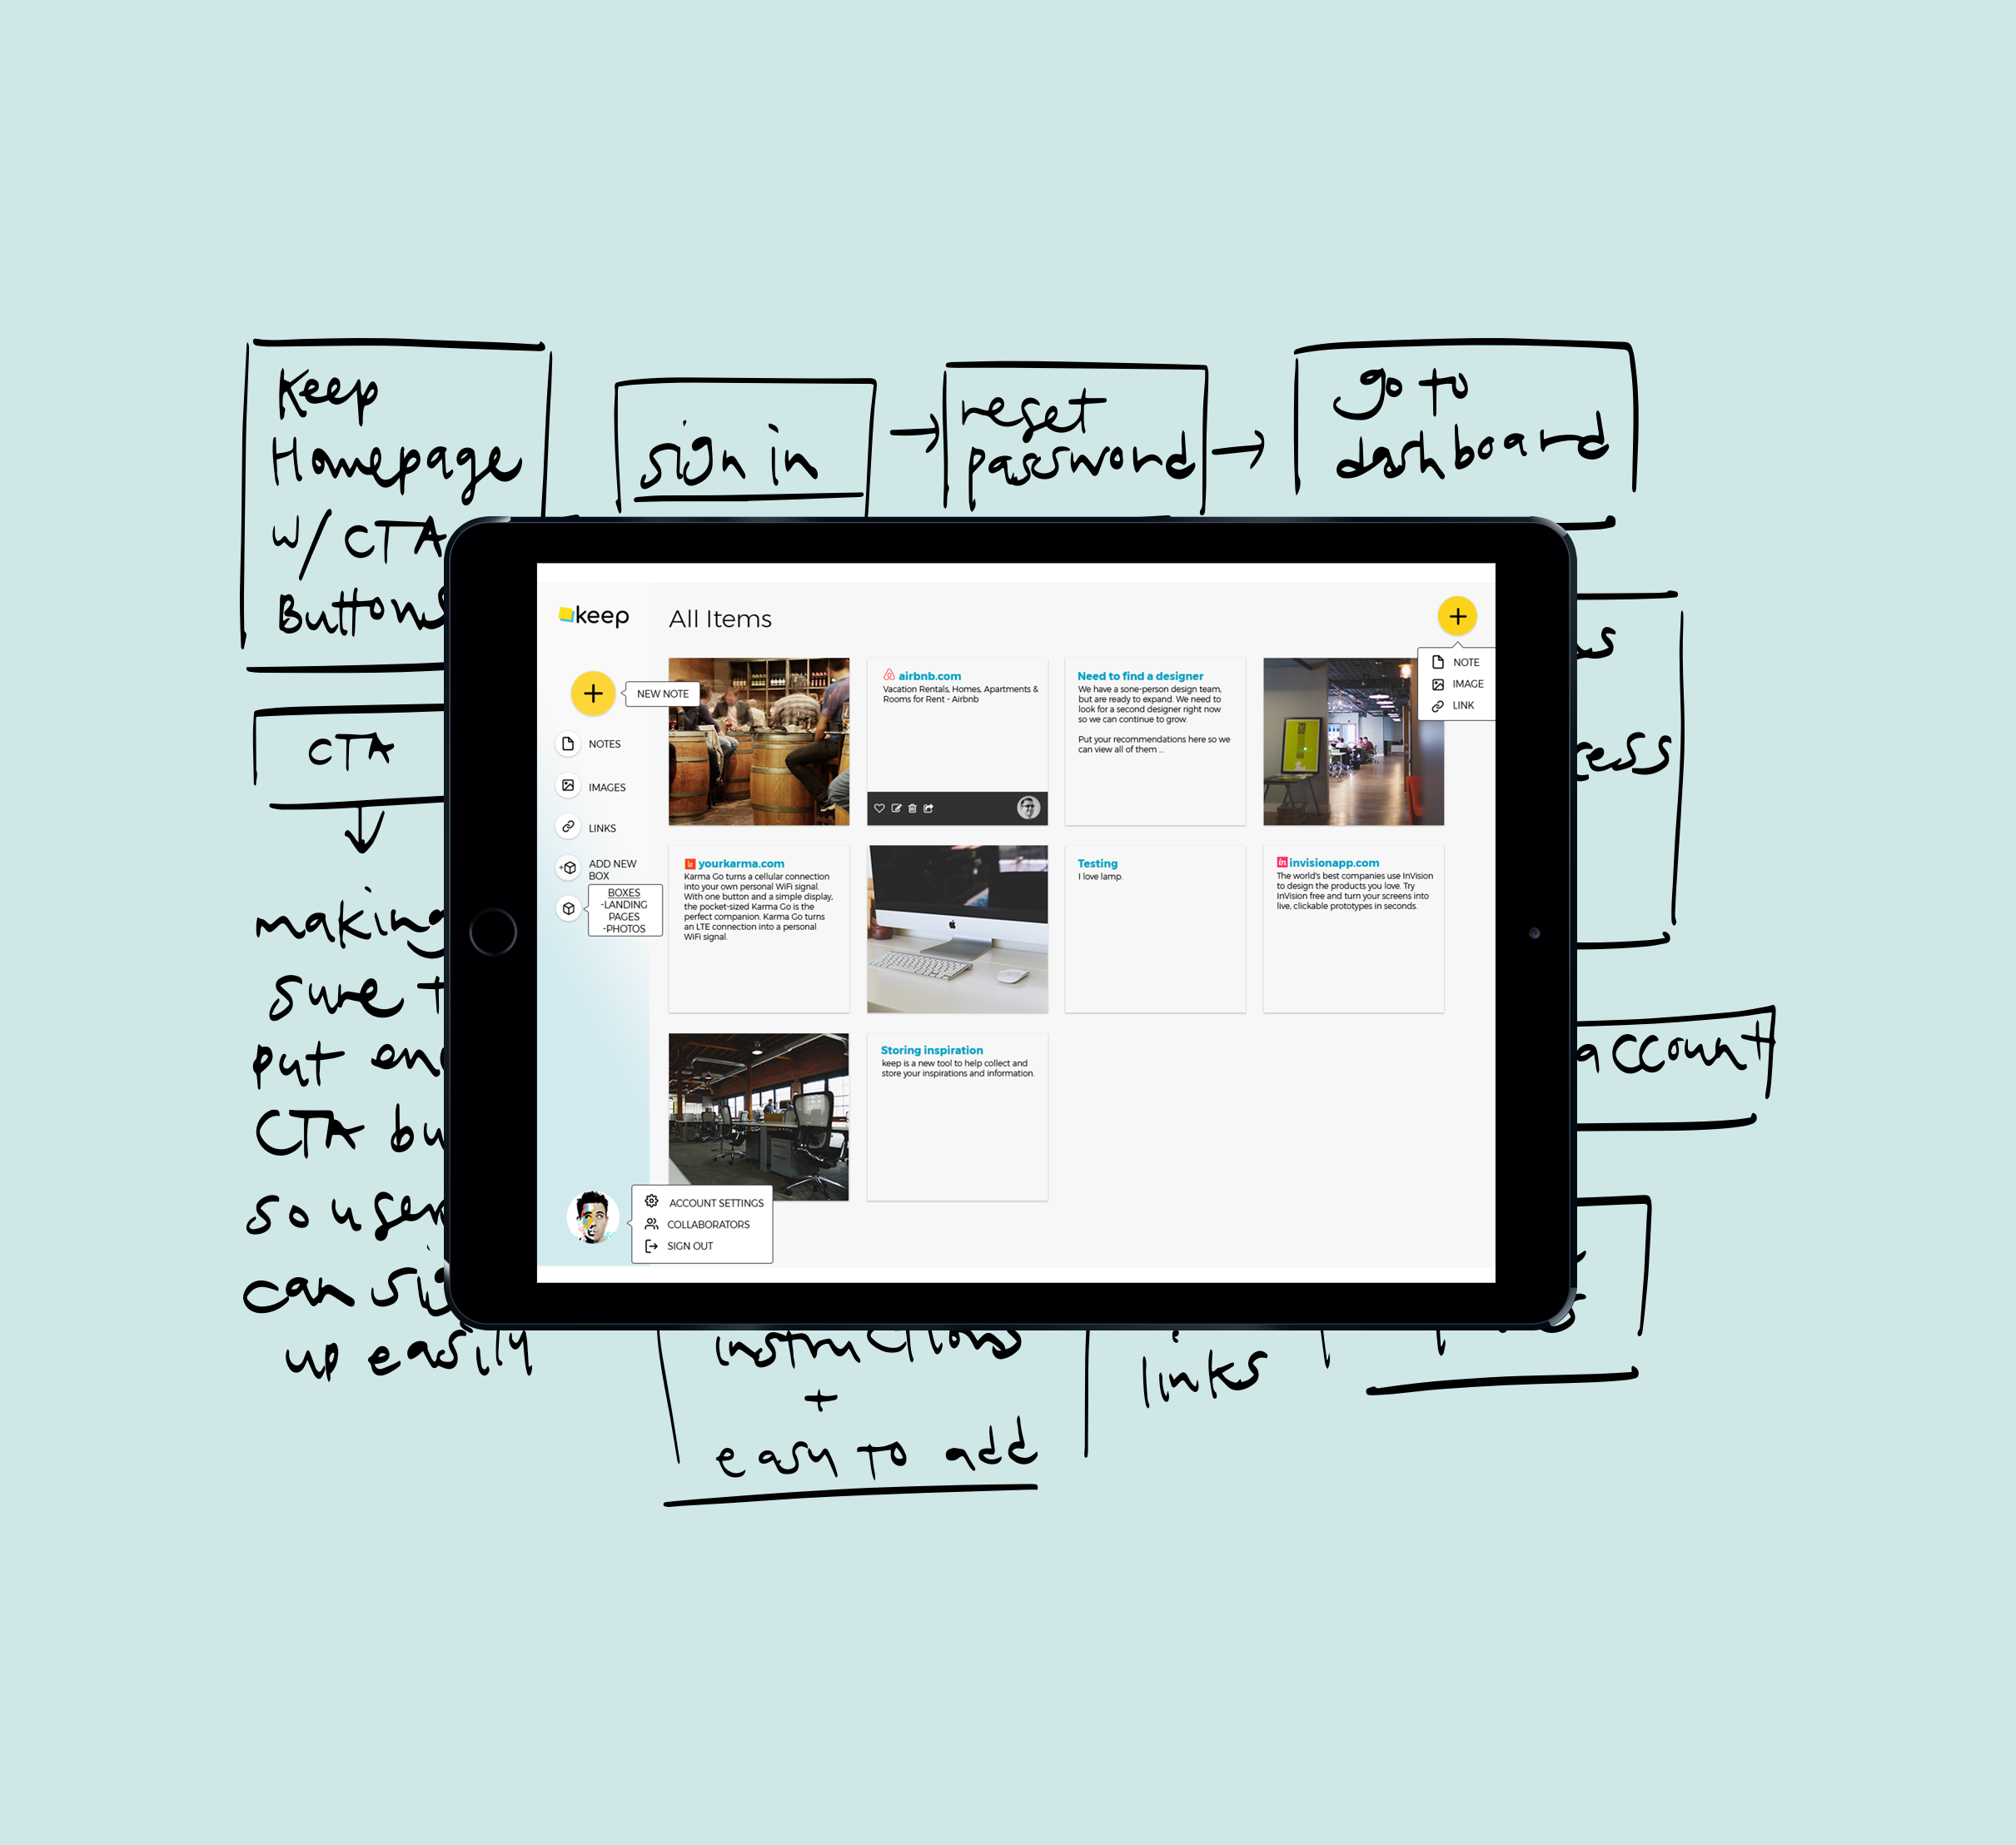 Keep
Homepage
w/ CTA
Buttons
sign in
reset
password
go to
dashboard
CTA
making
sure
put
CTA
so
can
up easily
account
links
+
easy to add
keep
All Items
NEW NOTE
NOTES
IMAGES
LINKS
ADD NEW
BOX
BOXES
-LANDING
PAGES
-PHOTOS
NOTE
IMAGE
LINK
airbnb.com
Vacation Rentals, Homes, Apartments &
Rooms for Rent - Airbnb
Need to find a designer
We have a sone-person design team,
but are ready to expand. We need to
look for a second designer right now
so we can continue to grow.
Put your recommendations here so we
can view all of them ...
yourkarma.com
Karma Go turns a cellular connection
into your own personal WiFi signal.
With one button and a simple display,
the pocket-sized Karma Go is the
perfect companion. Karma Go turns
an LTE connection into a personal
WiFi signal.
Testing
I love lamp.
in
invisionapp.com
The world's best companies use InVision
to design the products you love. Try
InVision free and turn your screens into
live, clickable prototypes in seconds.
Storing inspiration
keep is a new tool to help collect and
store your inspirations and information.
ACCOUNT SETTINGS
COLLABORATORS
SIGN OUT